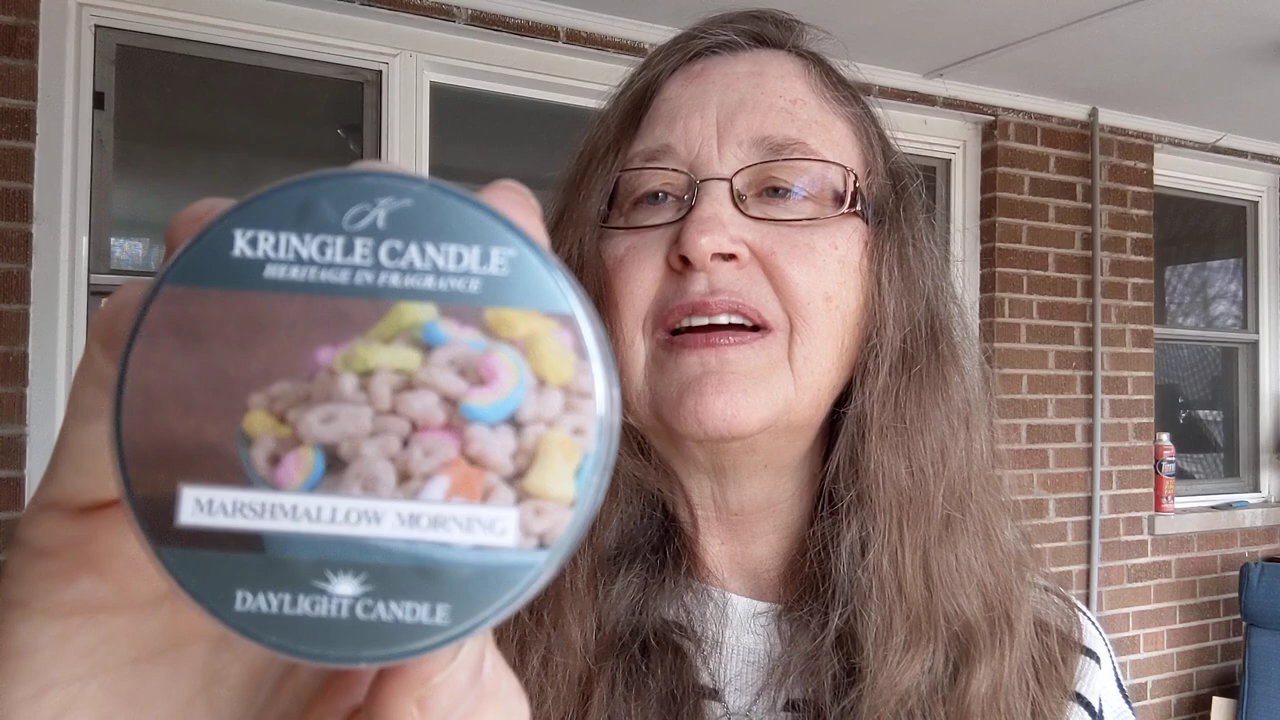 K
KRINGLE CANDLE
HERITAGE IN FRAGRANCE
MARSHMALLOW MORNING
DAYLIGHT CANDLE